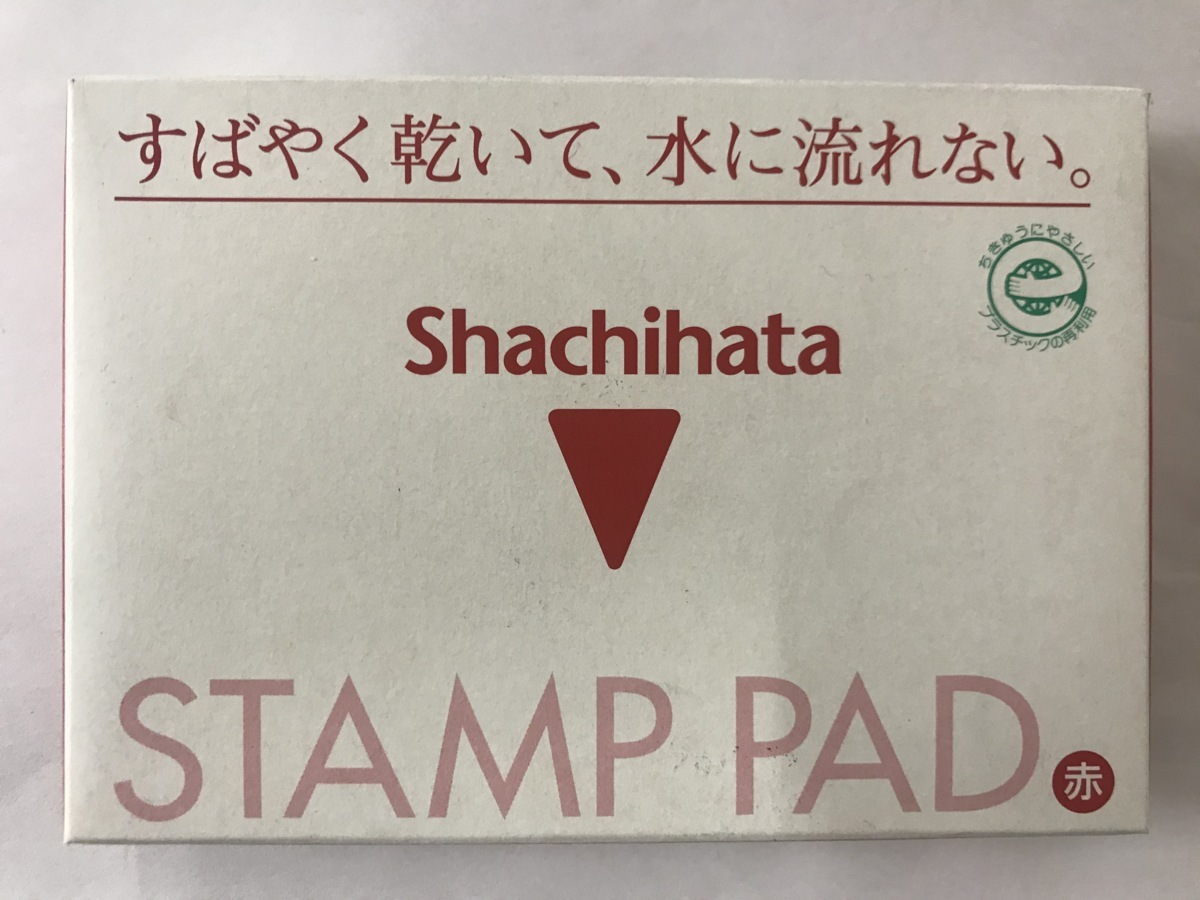 すばやく乾いて、水に流れない。
ちきゅうにやさしい
プラスチックの再利用
Shachihata
STAMP PAD
赤